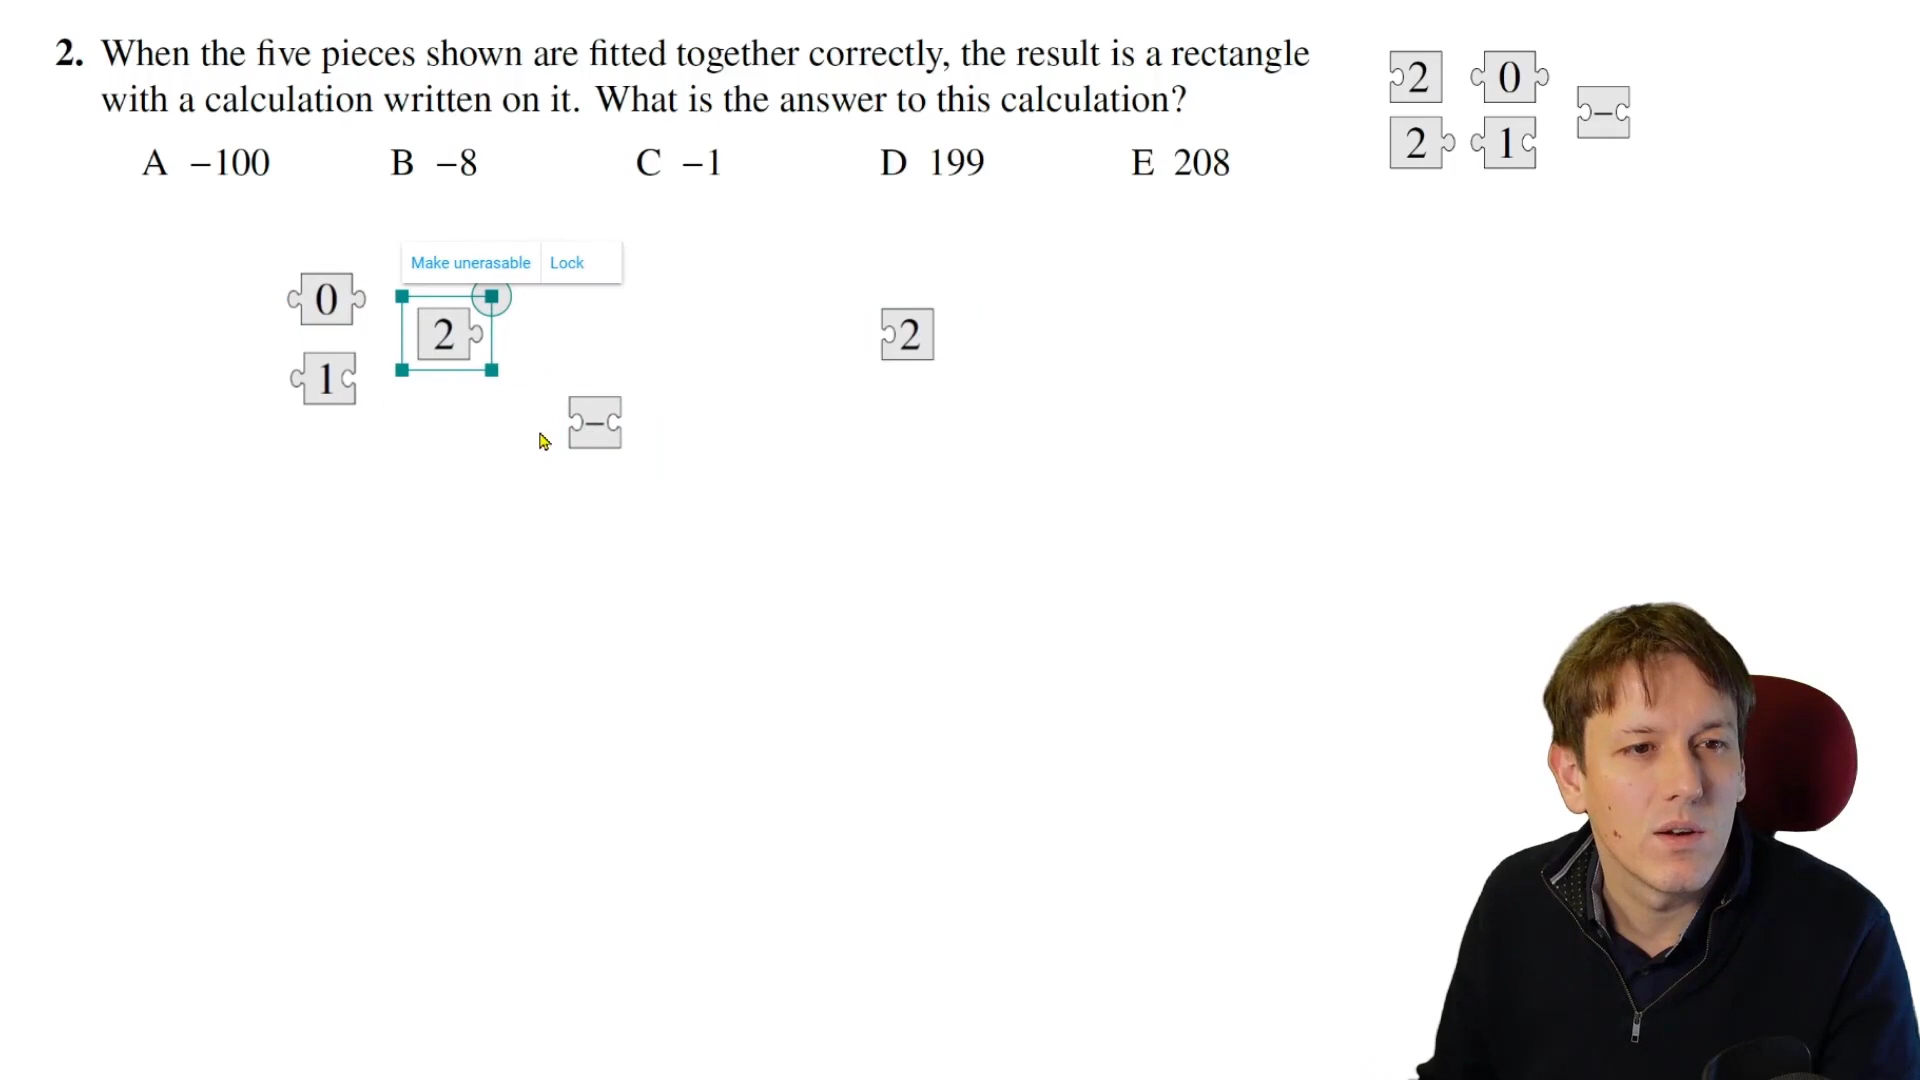 2. When the five pieces shown are fitted together correctly, the result is a rectangle
with a calculation written on it. What is the answer to this calculation?
A −100 B −8 C −1 D 199 E 208
2 0
−
2 1
Make unerasable Lock
0 2 2
1
−